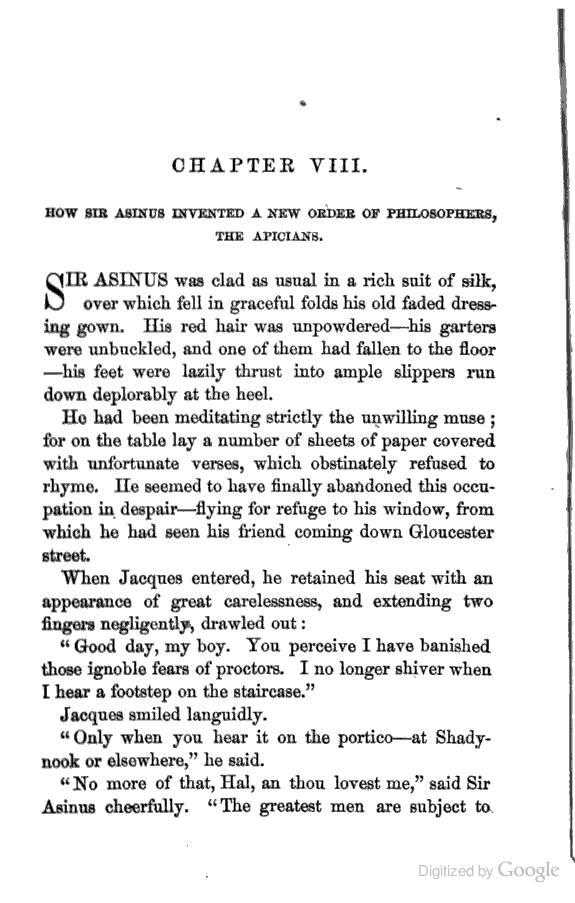 CHAPTER VIII.
HOW SIR ASINUS INVENTED A NEW ORDER OF PHILOSOPHERS,
THE APICIANS.
SIR ASINUS was clad as usual in a rich suit of silk,
over which fell in graceful folds his old faded dress-
ing gown. His red hair was unpowdered—his garters
were unbuckled, and one of them had fallen to the floor
—his feet were lazily thrust into ample slippers run
down deplorably at the heel.
He had been meditating strictly the unwilling muse;
for on the table lay a number of sheets of paper covered
with unfortunate verses, which obstinately refused to
rhyme. He seemed to have finally abandoned this occu-
pation in despair—flying for refuge to his window, from
which he had seen his friend coming down Gloucester
street.
When Jacques entered, he retained his seat with an
appearance of great carelessness, and extending two
fingers negligently, drawled out:
"Good day, my boy. You perceive I have banished
those ignoble fears of proctors. I no longer shiver when
I hear a footstep on the staircase."
Jacques smiled languidly.
"Only when you hear it on the portico—at Shady-
nook or elsewhere," he said.
"No more of that, Hal, an thou lovest me," said Sir
Asinus cheerfully. "The greatest men are subject to
Digitized by Google